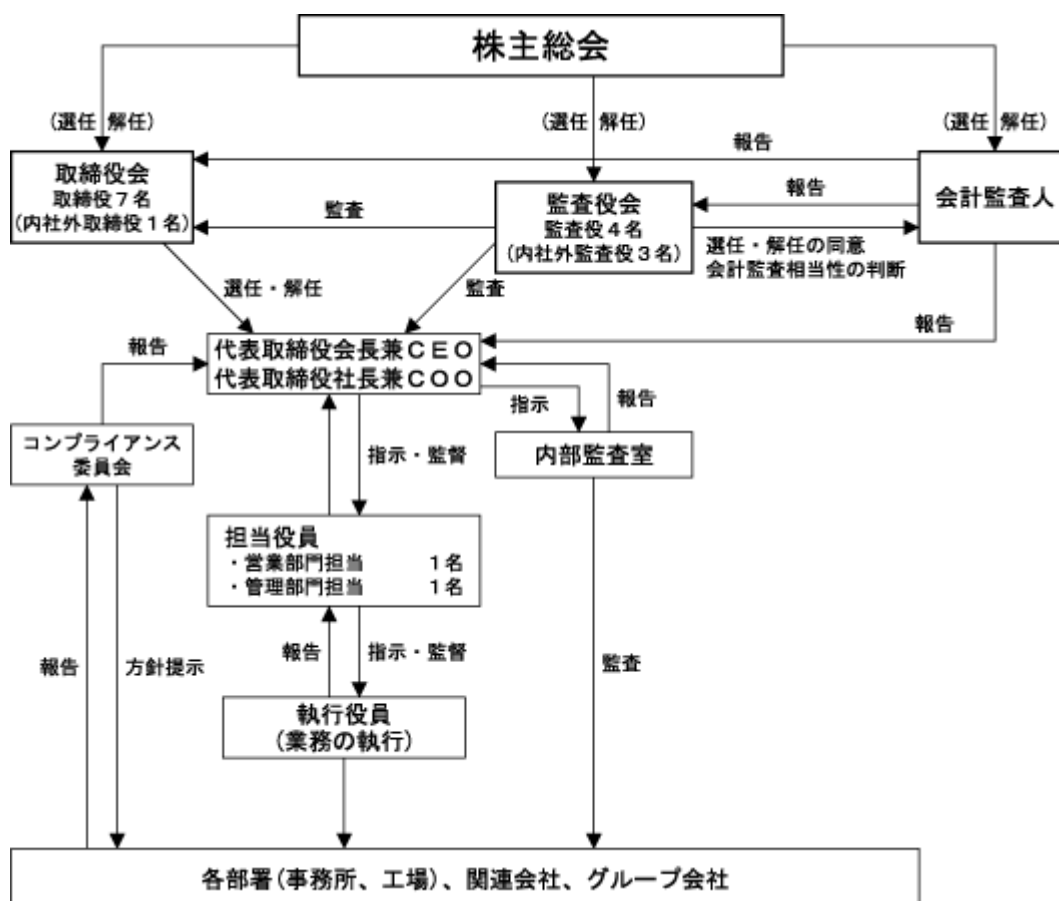 株主総会
(選任 解任)
(選任 解任)
(選任 解任)
報告
取締役会
取締役7名
(内社外取締役1名)
監査
監査役会
監査役4名
(内社外監査役3名)
報告
会計監査人
選任・解任の同意
会計監査相当性の判断
選任・解任
監査
報告
報告
代表取締役会長兼CEO
代表取締役社長兼COO
指示
報告
コンプライアンス
委員会
指示・監督
内部監査室
担当役員
・営業部門担当 1名
・管理部門担当 1名
報告
方針提示
報告
指示・監督
監査
執行役員
(業務の執行)
各部署(事務所、工場)、関連会社、グループ会社